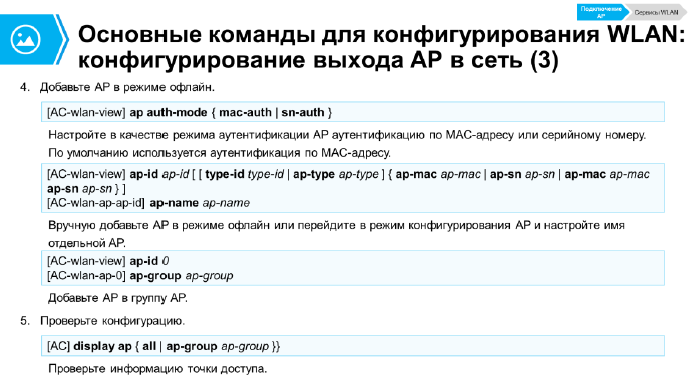 Подключение
AP
Сервисы WLAN
Основные команды для конфигурирования WLAN:
конфигурирование выхода AP в сеть (3)
4. Добавьте AP в режиме офлайн.
[AC-wlan-view] ap auth-mode { mac-auth | sn-auth }
Настройте в качестве режима аутентификации AP аутентификацию по MAC-адресу или серийному номеру.
По умолчанию используется аутентификация по MAC-адресу.
[AC-wlan-view] ap-id ap-id [ [ type-id type-id | ap-type ap-type ] { ap-mac ap-mac | ap-sn ap-sn | ap-mac ap-mac
ap-sn ap-sn } ]
[AC-wlan-ap-ap-id] ap-name ap-name
Вручную добавьте AP в режиме офлайн или перейдите в режим конфигурирования AP и настройте имя
отдельной AP.
[AC-wlan-view] ap-id 0
[AC-wlan-ap-0] ap-group ap-group
Добавьте AP в группу AP.
5. Проверьте конфигурацию.
[AC] display ap { all | ap-group ap-group }}
Проверьте информацию точки доступа.